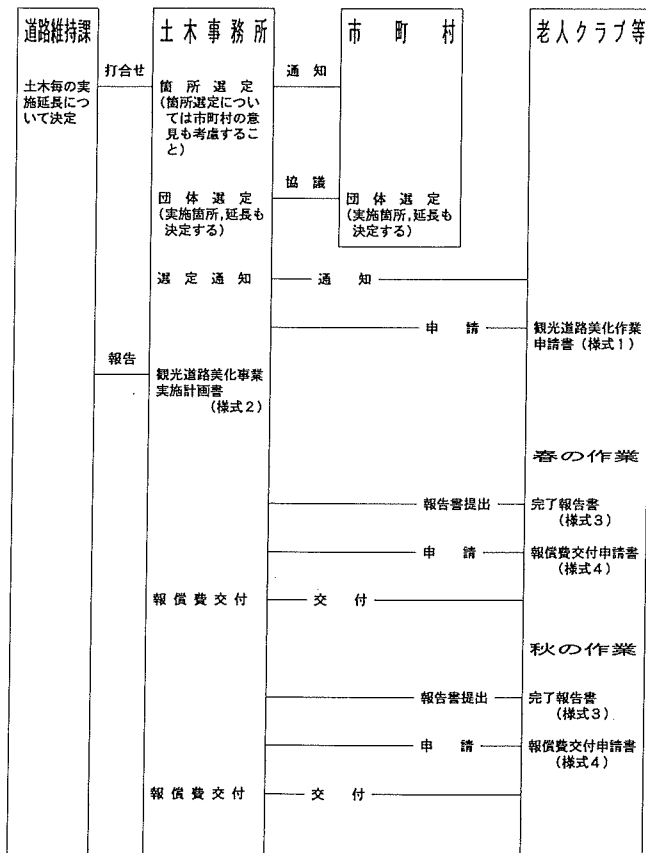 道路維持課
土木事務所
市町村
老人クラブ等
打合せ
通知
土木毎の実
施延長につ
いて決定
箇所選定
(箇所選定につい
ては市町村の意
見も考慮するこ
と)
協議
団体選定
(実施箇所,延長も
決定する)
団体選定
(実施箇所,延長も
決定する)
選定通知
通知
申請
観光道路美化作業
申請書(様式1)
報告
観光道路美化事業
実施計画書
(様式2)
春の作業
報告書提出
完了報告書
(様式3)
申請
報償費交付申請書
(様式4)
報償費交付
交付
秋の作業
報告書提出
完了報告書
(様式3)
申請
報償費交付申請書
(様式4)
報償費交付
交付